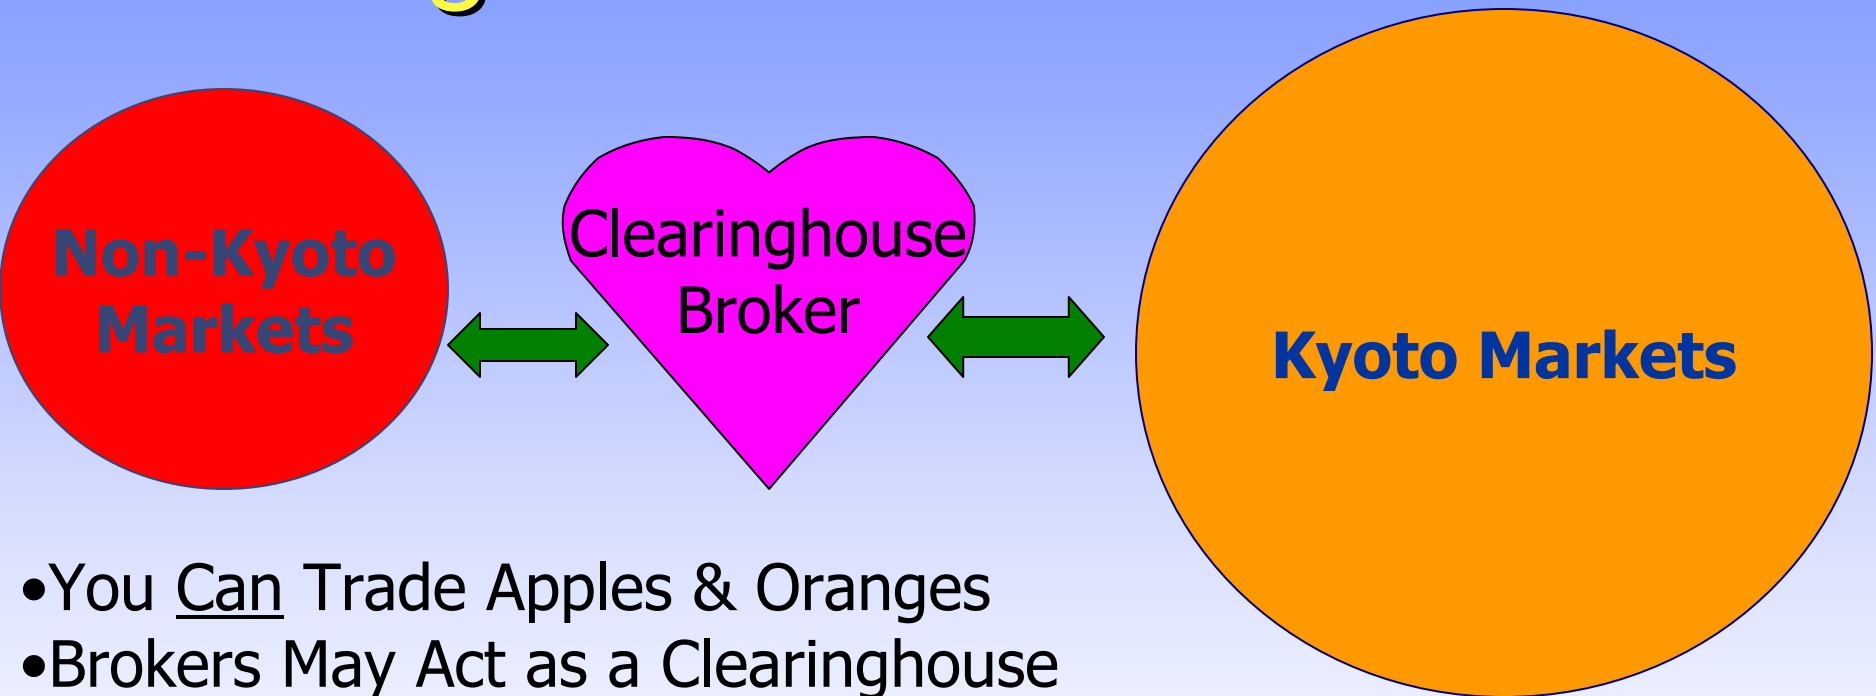 Non-Kyoto
Markets
Clearinghouse
Broker
Kyoto Markets
•You Can Trade Apples & Oranges
•Brokers May Act as a Clearinghouse